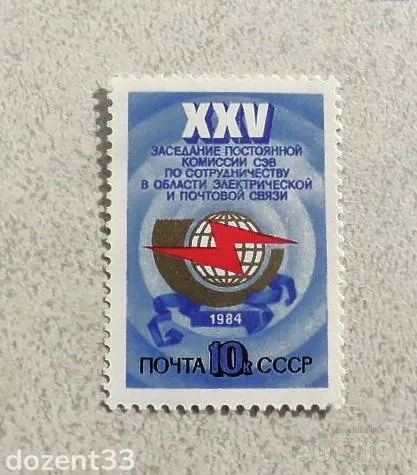 XXV
ЗАСЕДАНИЕ ПОСТОЯННОЙ
КОМИССИИ СЭВ
ПО СОТРУДНИЧЕСТВУ
В ОБЛАСТИ ЭЛЕКТРИЧЕСКОЙ
И ПОЧТОВОЙ СВЯЗИ
1984
ПОЧТА 10к СССР
dozent33